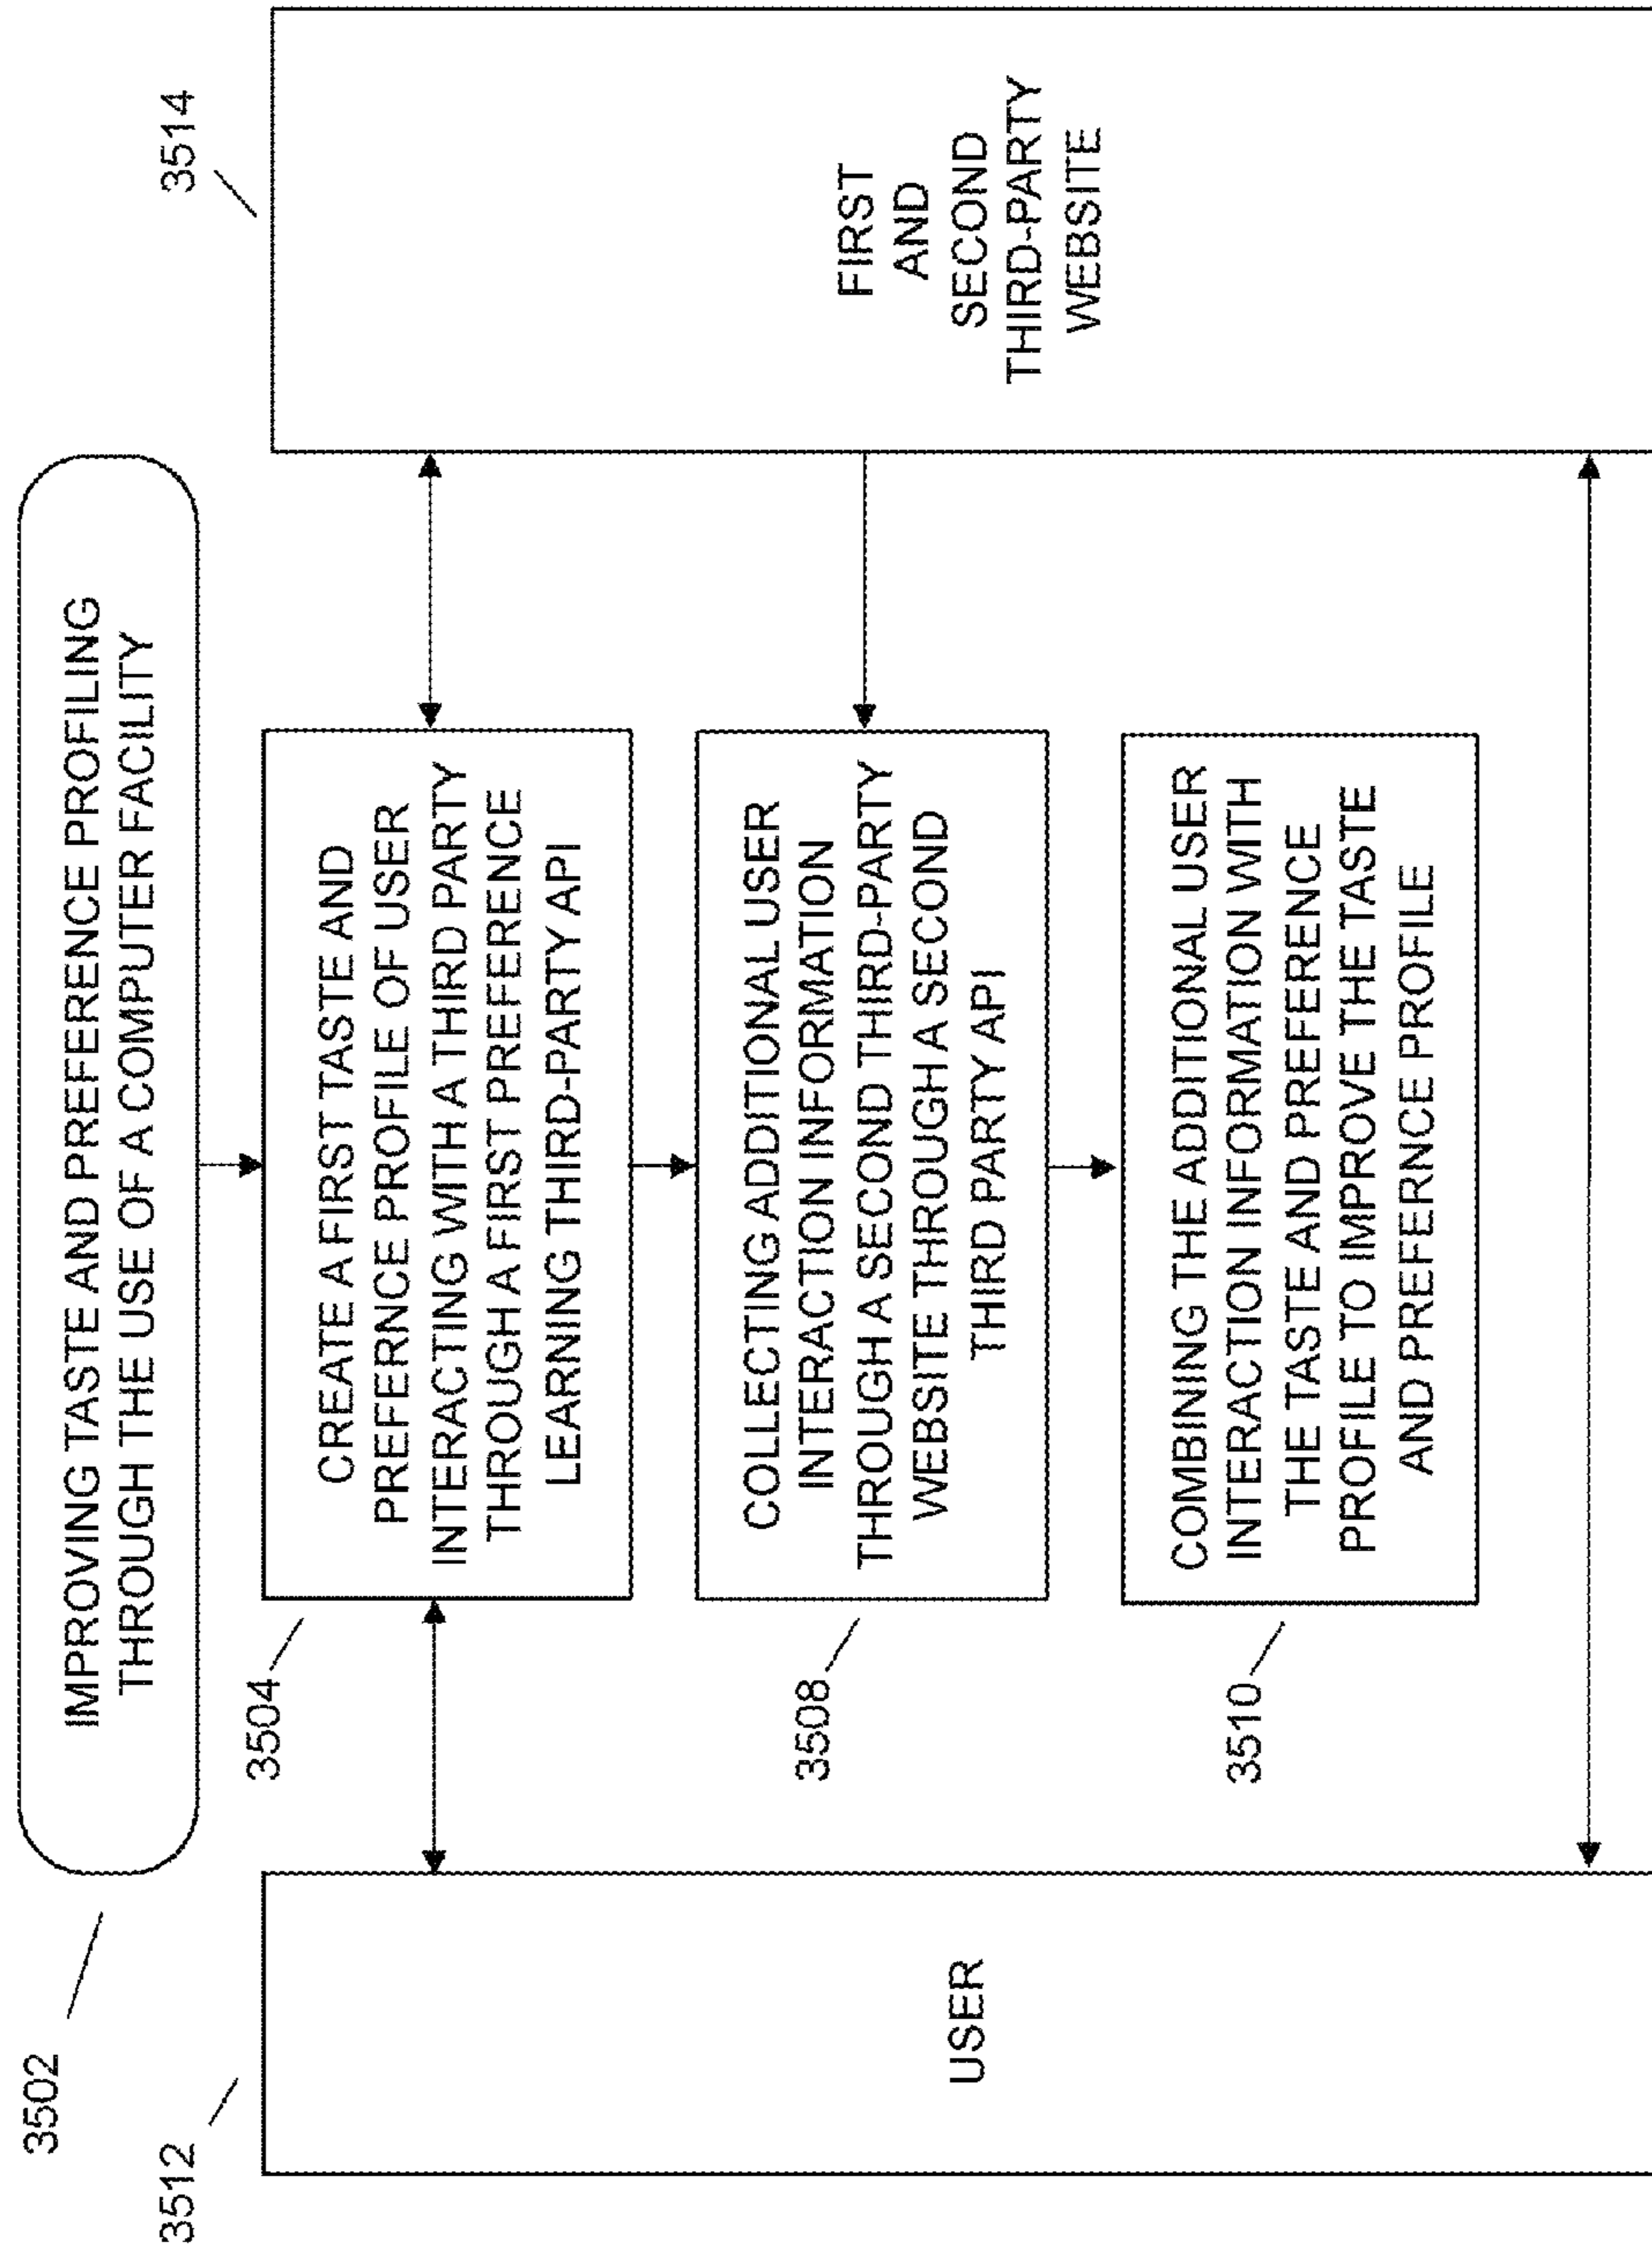 3502
IMPROVING TASTE AND PREFERENCE PROFILING
THROUGH THE USE OF A COMPUTER FACILITY
3512
USER
3504
CREATE A FIRST TASTE AND
PREFERENCE PROFILE OF USER
INTERACTING WITH A THIRD PARTY
THROUGH A FIRST PREFERENCE
LEARNING THIRD-PARTY API
3508
COLLECTING ADDITIONAL USER
INTERACTION INFORMATION
THROUGH A SECOND THIRD-PARTY
WEBSITE THROUGH A SECOND
THIRD PARTY API
3510
COMBINING THE ADDITIONAL USER
INTERACTION INFORMATION WITH
THE TASTE AND PREFERENCE
PROFILE TO IMPROVE THE TASTE
AND PREFERENCE PROFILE
3514
FIRST
AND
SECOND
THIRD-PARTY
WEBSITE